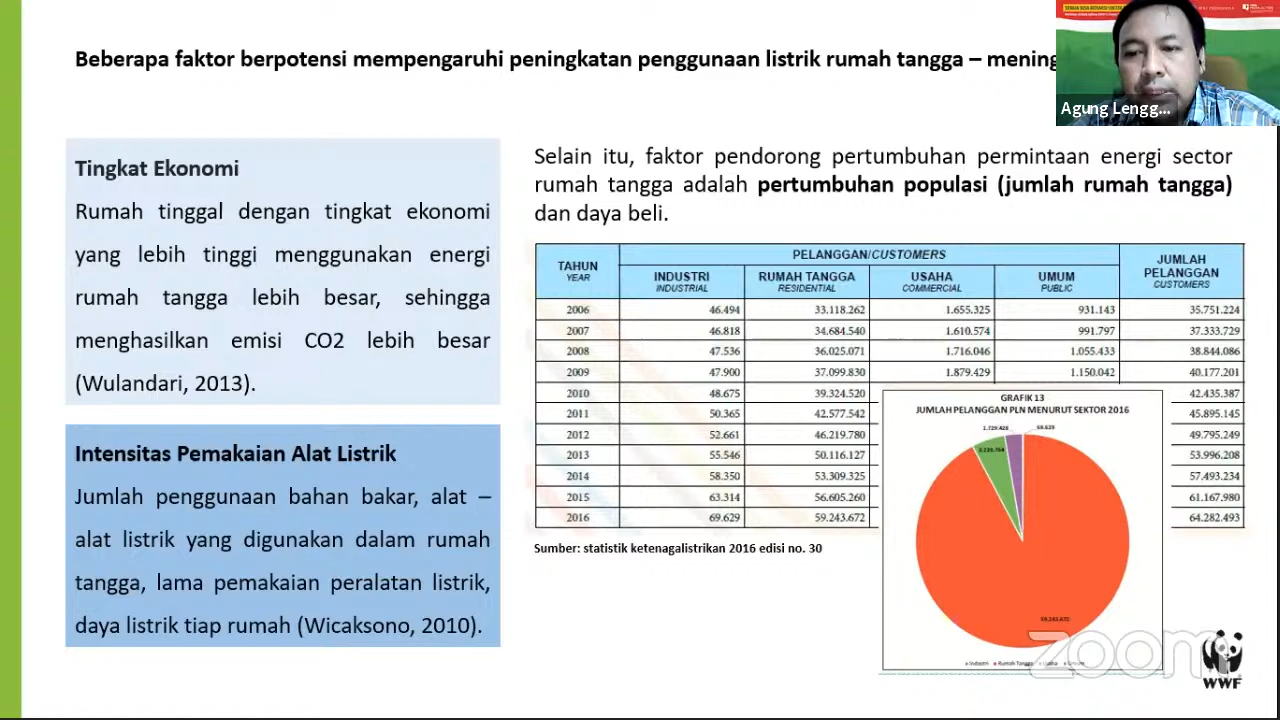 Beberapa faktor berpotensi mempengaruhi peningkatan penggunaan listrik rumah tangga – mening
Agung Lengg...
Tingkat Ekonomi
Rumah tinggal dengan tingkat ekonomi
yang lebih tinggi menggunakan energi
rumah tangga lebih besar, sehingga
menghasilkan emisi CO2 lebih besar
(Wulandari, 2013).
Intensitas Pemakaian Alat Listrik
Jumlah penggunaan bahan bakar, alat –
alat listrik yang digunakan dalam rumah
tangga, lama pemakaian peralatan listrik,
daya listrik tiap rumah (Wicaksono, 2010).
Selain itu, faktor pendorong pertumbuhan permintaan energi sector
rumah tangga adalah pertumbuhan populasi (jumlah rumah tangga)
dan daya beli.
TAHUN YEAR PELANGGAN/CUSTOMERS JUMLAH PELANGGAN CUSTOMERS
INDUSTRI RUMAH TANGGA USAHA UMUM
INDUSTRIAL RESIDENTIAL COMMERCIAL PUBLIC
2006 46.494 33.118.262 1.655.325 931.143 35.751.224
2007 46.818 34.684.540 1.610.574 991.797 37.333.729
2008 47.536 36.025.071 1.716.046 1.055.433 38.844.086
2009 47.900 37.099.830 1.879.429 1.150.042 40.177.201
2010 48.675 39.324.520 42.435.387
2011 50.365 42.577.542 45.895.145
2012 52.661 46.219.780 49.795.249
2013 55.546 50.116.127 53.996.208
2014 58.350 53.309.325 57.493.234
2015 63.314 56.605.260 61.167.980
2016 69.629 59.243.672 64.282.493
GRAFIK 13
JUMLAH PELANGGAN PLN MENURUT SEKTOR 2016
69.629
59.243.672
Industri Rumah Tangga Usaha Umum
Sumber: statistik ketenagalistrikan 2016 edisi no. 30
zoom
WWF